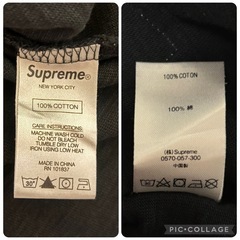 Supreme®
NEW YORK CITY
100% COTTON
CARE INSTRUCTIONS:
MACHINE WASH COLD
DO NOT BLEACH
TUMBLE DRY LOW
IRON USING LOW HEAT
MADE IN CHINA
RN 101837
30°
100% COTTON
100% 綿
(株) Supreme
0570-057-300
中国製
PIC•COLLAGE